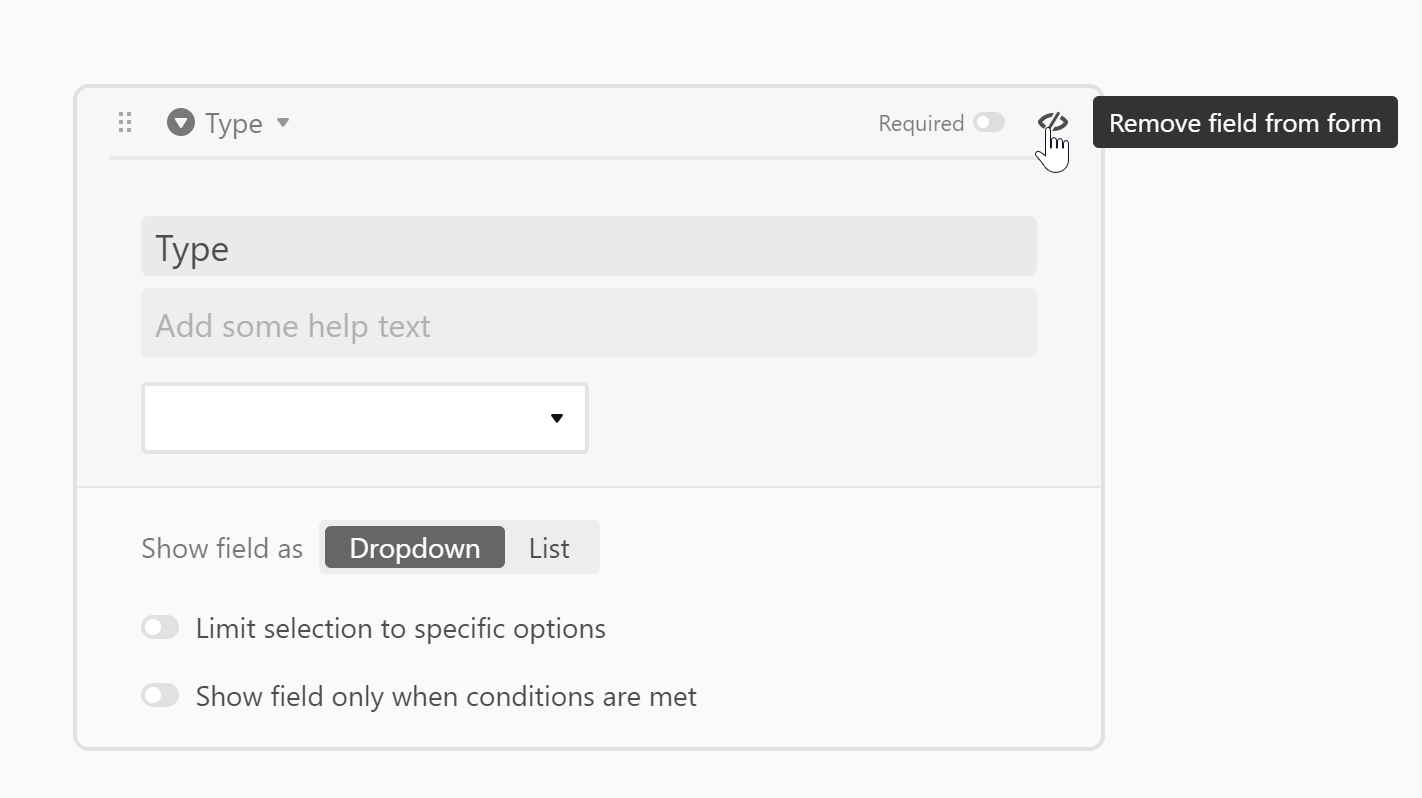 Type
Required
Remove field from form
Type
Add some help text
Show field as
Dropdown
List
Limit selection to specific options
Show field only when conditions are met